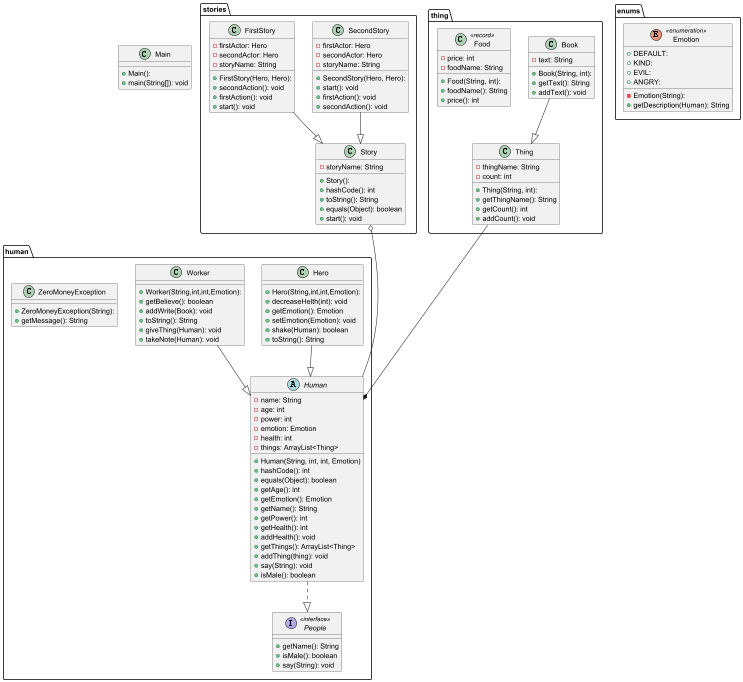 stories
C FirstStory
firstActor: Hero
secondActor: Hero
storyName: String
FirstStory(Hero, Hero):
secondAction(): void
firstAction(): void
start(): void
C SecondStory
firstActor: Hero
secondActor: Hero
storyName: String
SecondStory(Hero, Hero):
start(): void
firstAction(): void
secondAction(): void
C Story
storyName: String
Story():
hashCode(): int
toString(): String
equals(Object): boolean
start(): void
thing
C «record»
Food
price: int
foodName: String
Food(String, int):
foodName(): String
price(): int
C Book
text: String
Book(String, int):
getText(): String
addText(): void
C Thing
thingName: String
count: int
Thing(String, int):
getThingName(): String
getCount(): int
addCount(): void
enums
E «enumeration»
Emotion
DEFAULT:
KIND:
EVIL:
ANGRY:
Emotion(String):
getDescription(Human): String
C Main
Main():
main(String[]): void
human
C ZeroMoneyException
ZeroMoneyException(String):
getMessage(): String
C Worker
Worker(String,int,int,Emotion):
getBelieve(): boolean
addWrite(Book): void
toString(): String
giveThing(Human): void
takeNote(Human): void
C Hero
Hero(String,int,int,Emotion):
decreaseHelth(int): void
getEmotion(): Emotion
setEmotion(Emotion): void
shake(Human): boolean
toString(): String
A Human
name: String
age: int
power: int
emotion: Emotion
health: int
things: ArrayList<Thing>
Human(String, int, int, Emotion)
hashCode(): int
equals(Object): boolean
getAge(): int
getEmotion(): Emotion
getName(): String
getPower(): int
getHealth(): int
addHealth(): void
getThings(): ArrayList<Thing>
addThing(thing): void
say(String): void
isMale(): boolean
I «interface»
People
getName(): String
isMale(): boolean
say(String): void